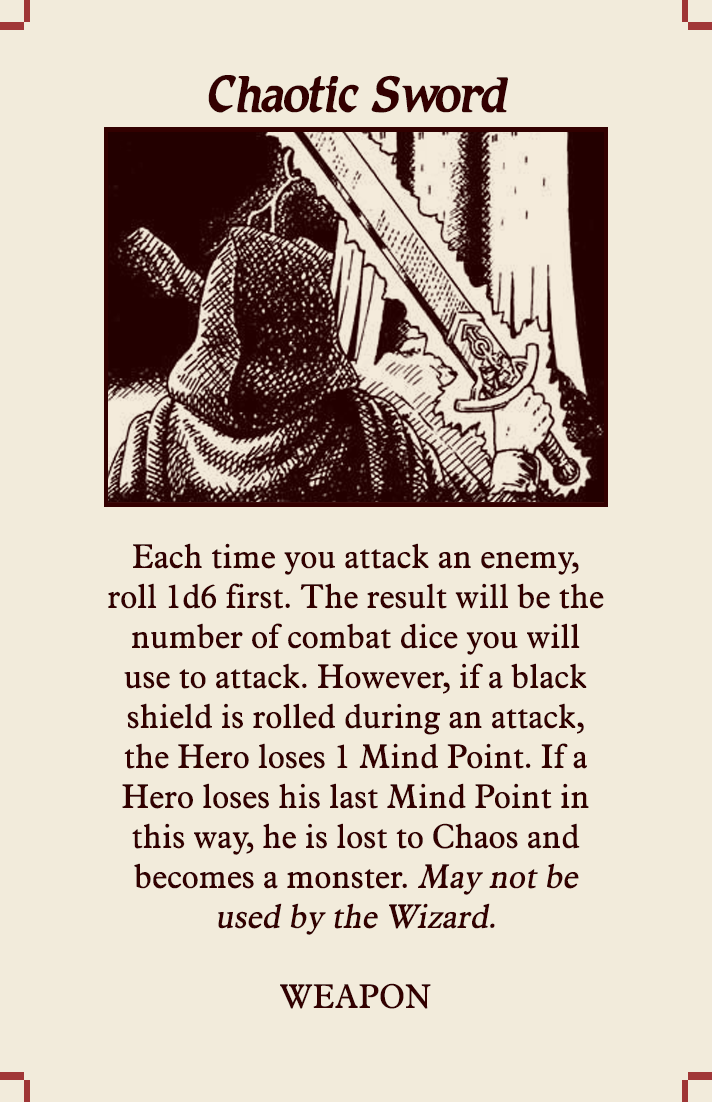 Chaotic Sword
Each time you attack an enemy,
roll 1d6 first. The result will be the
number of combat dice you will
use to attack. However, if a black
shield is rolled during an attack,
the Hero loses 1 Mind Point. If a
Hero loses his last Mind Point in
this way, he is lost to Chaos and
becomes a monster. May not be
used by the Wizard.
WEAPON